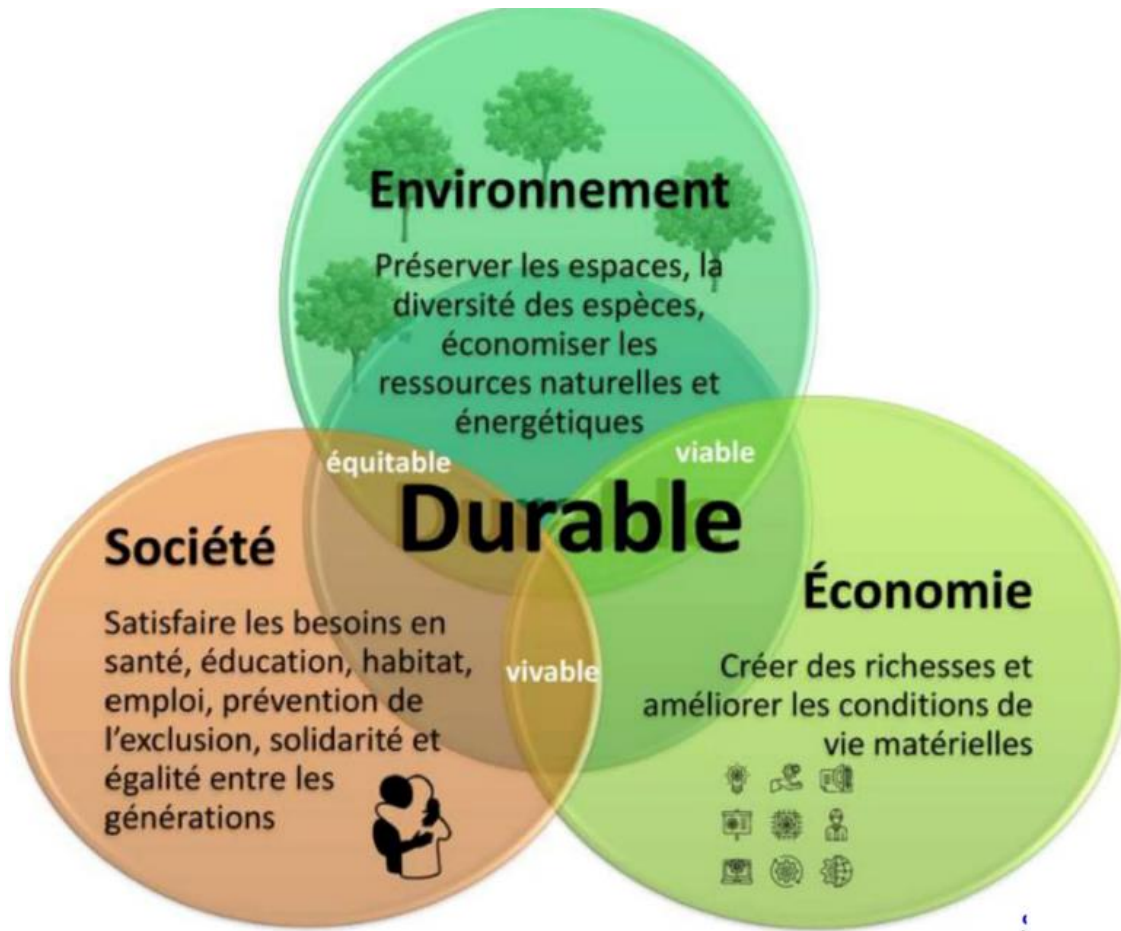 Environnement
Préserver les espaces, la
diversité des espèces,
économiser les
ressources naturelles et
énergétiques
équitable
viable
Durable
Société
Satisfaire les besoins en
santé, éducation, habitat,
emploi, prévention de
l'exclusion, solidarité et
égalité entre les
générations
vivable
Économie
Créer des richesses et
améliorer les conditions de
vie matérielles